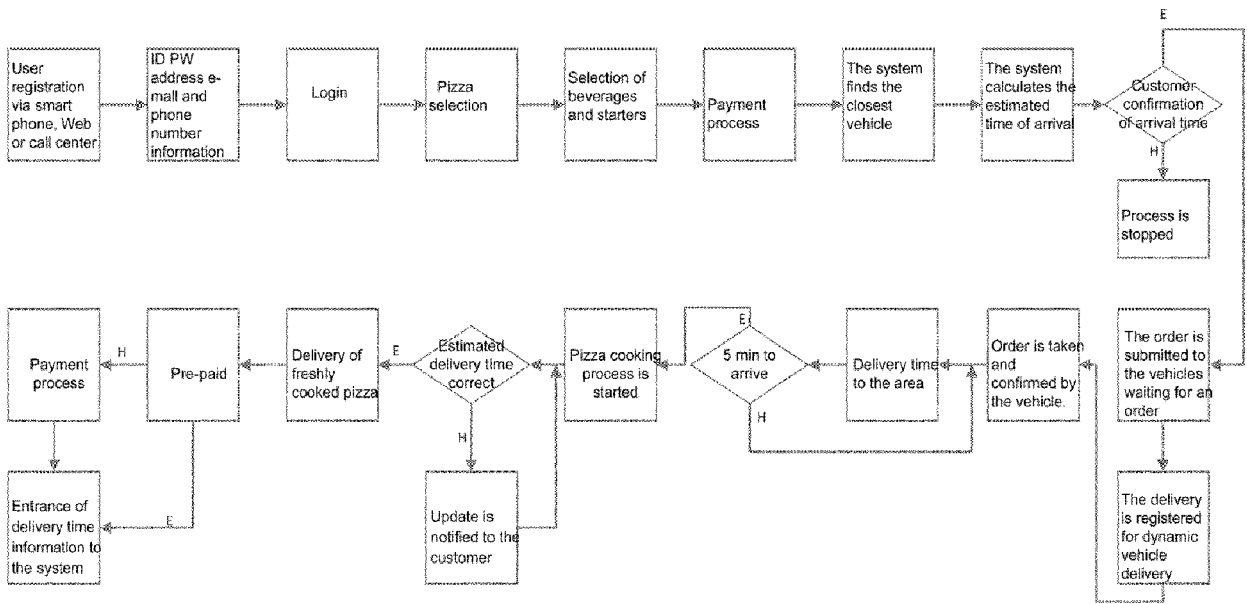 User
registration
via smart
phone, Web
or call center
ID PW
address e-
mall and
phone
number
information
Login
Pizza
selection
Selection of
beverages
and starters
Payment
process
The system
finds the
closest
vehicle
The system
calculates the
estimated
time of arrival
Customer
confirmation
of arrival time
E
H
Process is
stopped
The order is
submitted to
the vehicles
waiting for an
order
The delivery
is registered
for dynamic
vehicle
delivery
Order is taken
and
confirmed by
the vehicle.
Delivery time
to the area
5 min to
arrive
E
H
Pizza cooking
process is
started
Estimated
delivery time
correct
E
H
Update is
notified to the
customer
Delivery of
freshly
cooked pizza
Pre-paid
H
E
Payment
process
Entrance of
delivery time
information to
the system